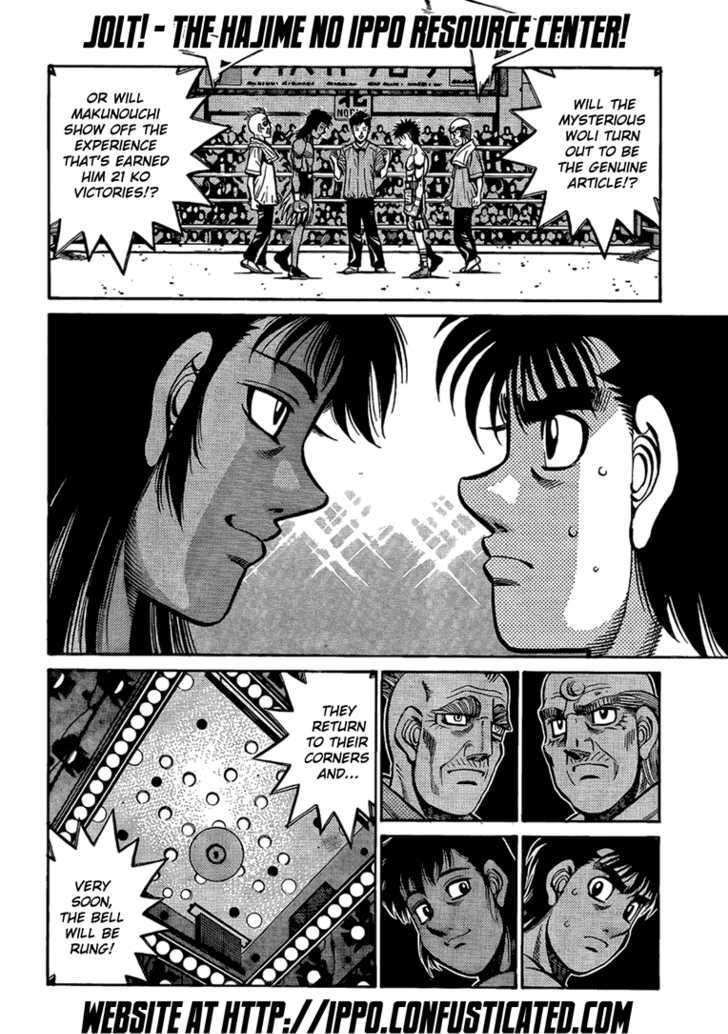 JOLT! - THE HAJIME NO IPPO RESOURCE CENTER!
OR WILL
MAKUNOUCHI
SHOW OFF THE
EXPERIENCE
THAT'S EARNED
HIM 21 KO
VICTORIES!?
WILL THE
MYSTERIOUS
WOLI TURN
OUT TO BE
THE GENUINE
ARTICLE!?
北
NORTH
THEY
RETURN
TO THEIR
CORNERS
AND...
VERY
SOON,
THE BELL
WILL BE
RUNG!
WEBSITE AT HTTP://IPPO.CONFUSTICATED.COM